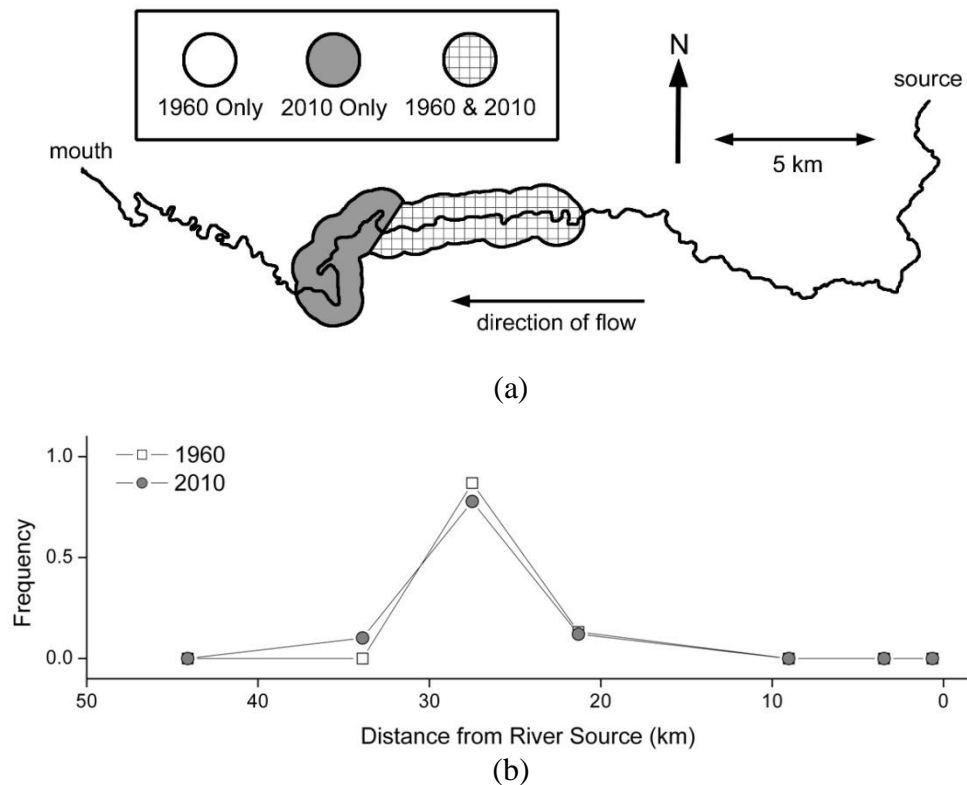 1960 Only 2010 Only 1960 & 2010
N
source
5 km
mouth
direction of flow
(a)
1960
2010
1.0
0.5
0.0
Frequency
50 40 30 20 10 0
Distance from River Source (km)
(b)